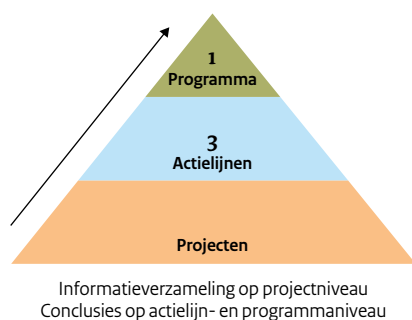 1
Programma
3
Actielijnen
Projecten
Informatieverzameling op projectniveau
Conclusies op actielijn- en programmaniveau